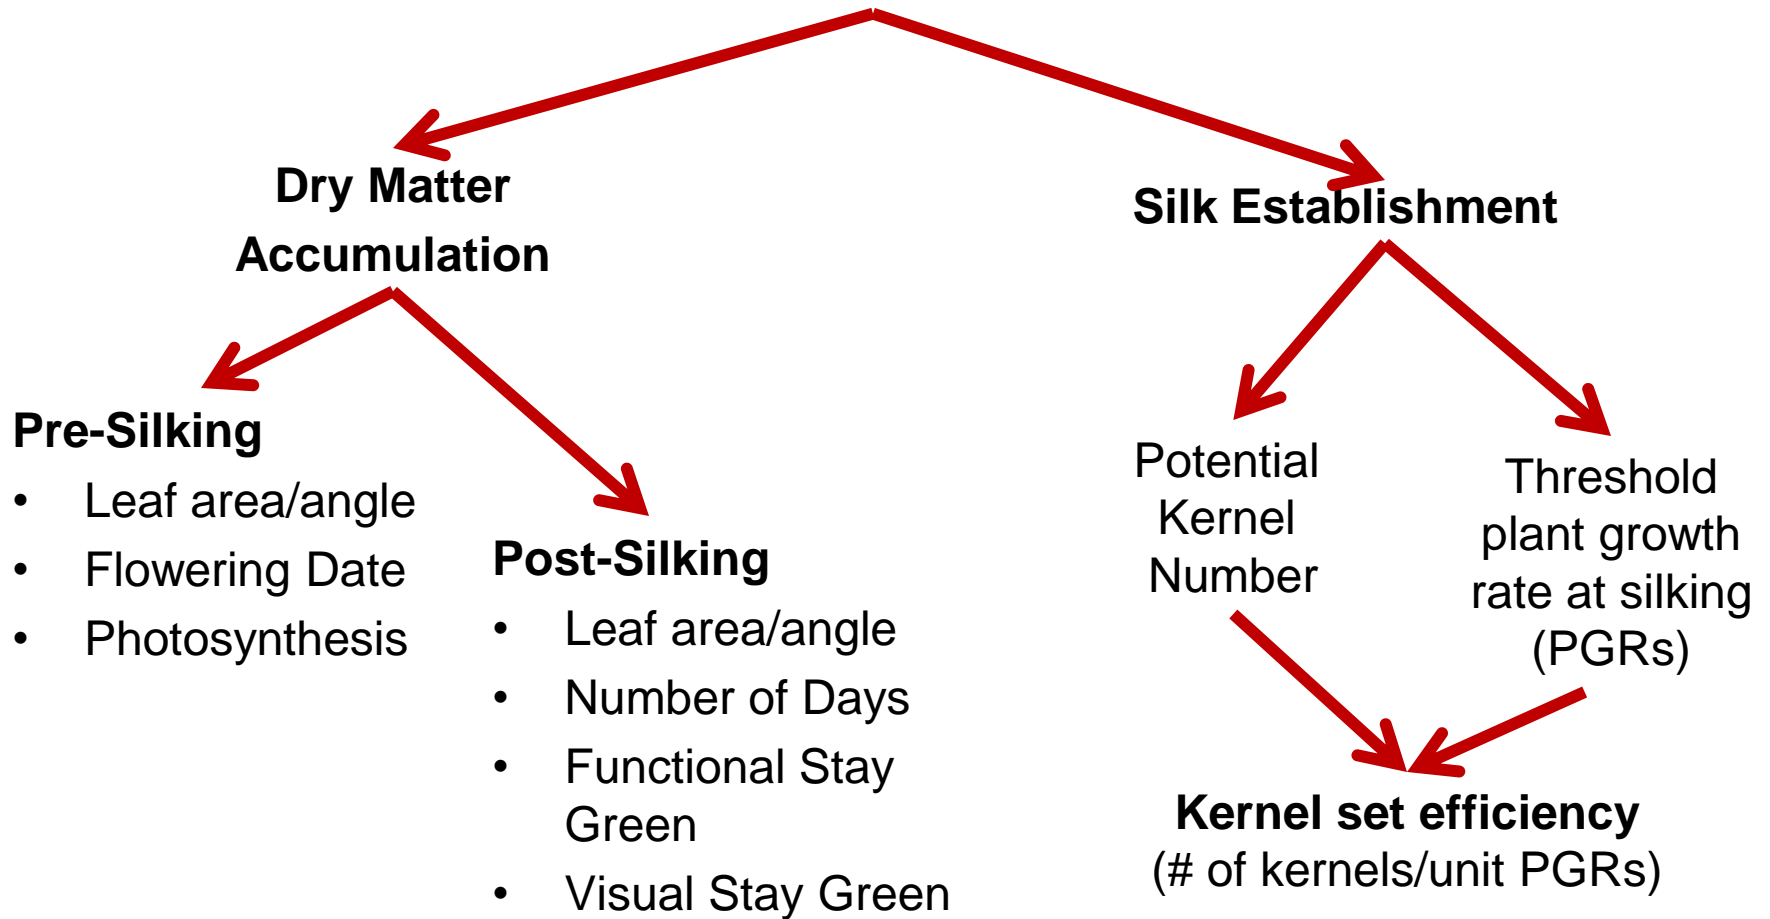 Dry Matter
Accumulation
Silk Establishment
Pre-Silking
• Leaf area/angle
• Flowering Date
• Photosynthesis
Post-Silking
• Leaf area/angle
• Number of Days
• Functional Stay
Green
• Visual Stay Green
Potential
Kernel
Number
Threshold
plant growth
rate at silking
(PGRs)
Kernel set efficiency
(# of kernels/unit PGRs)